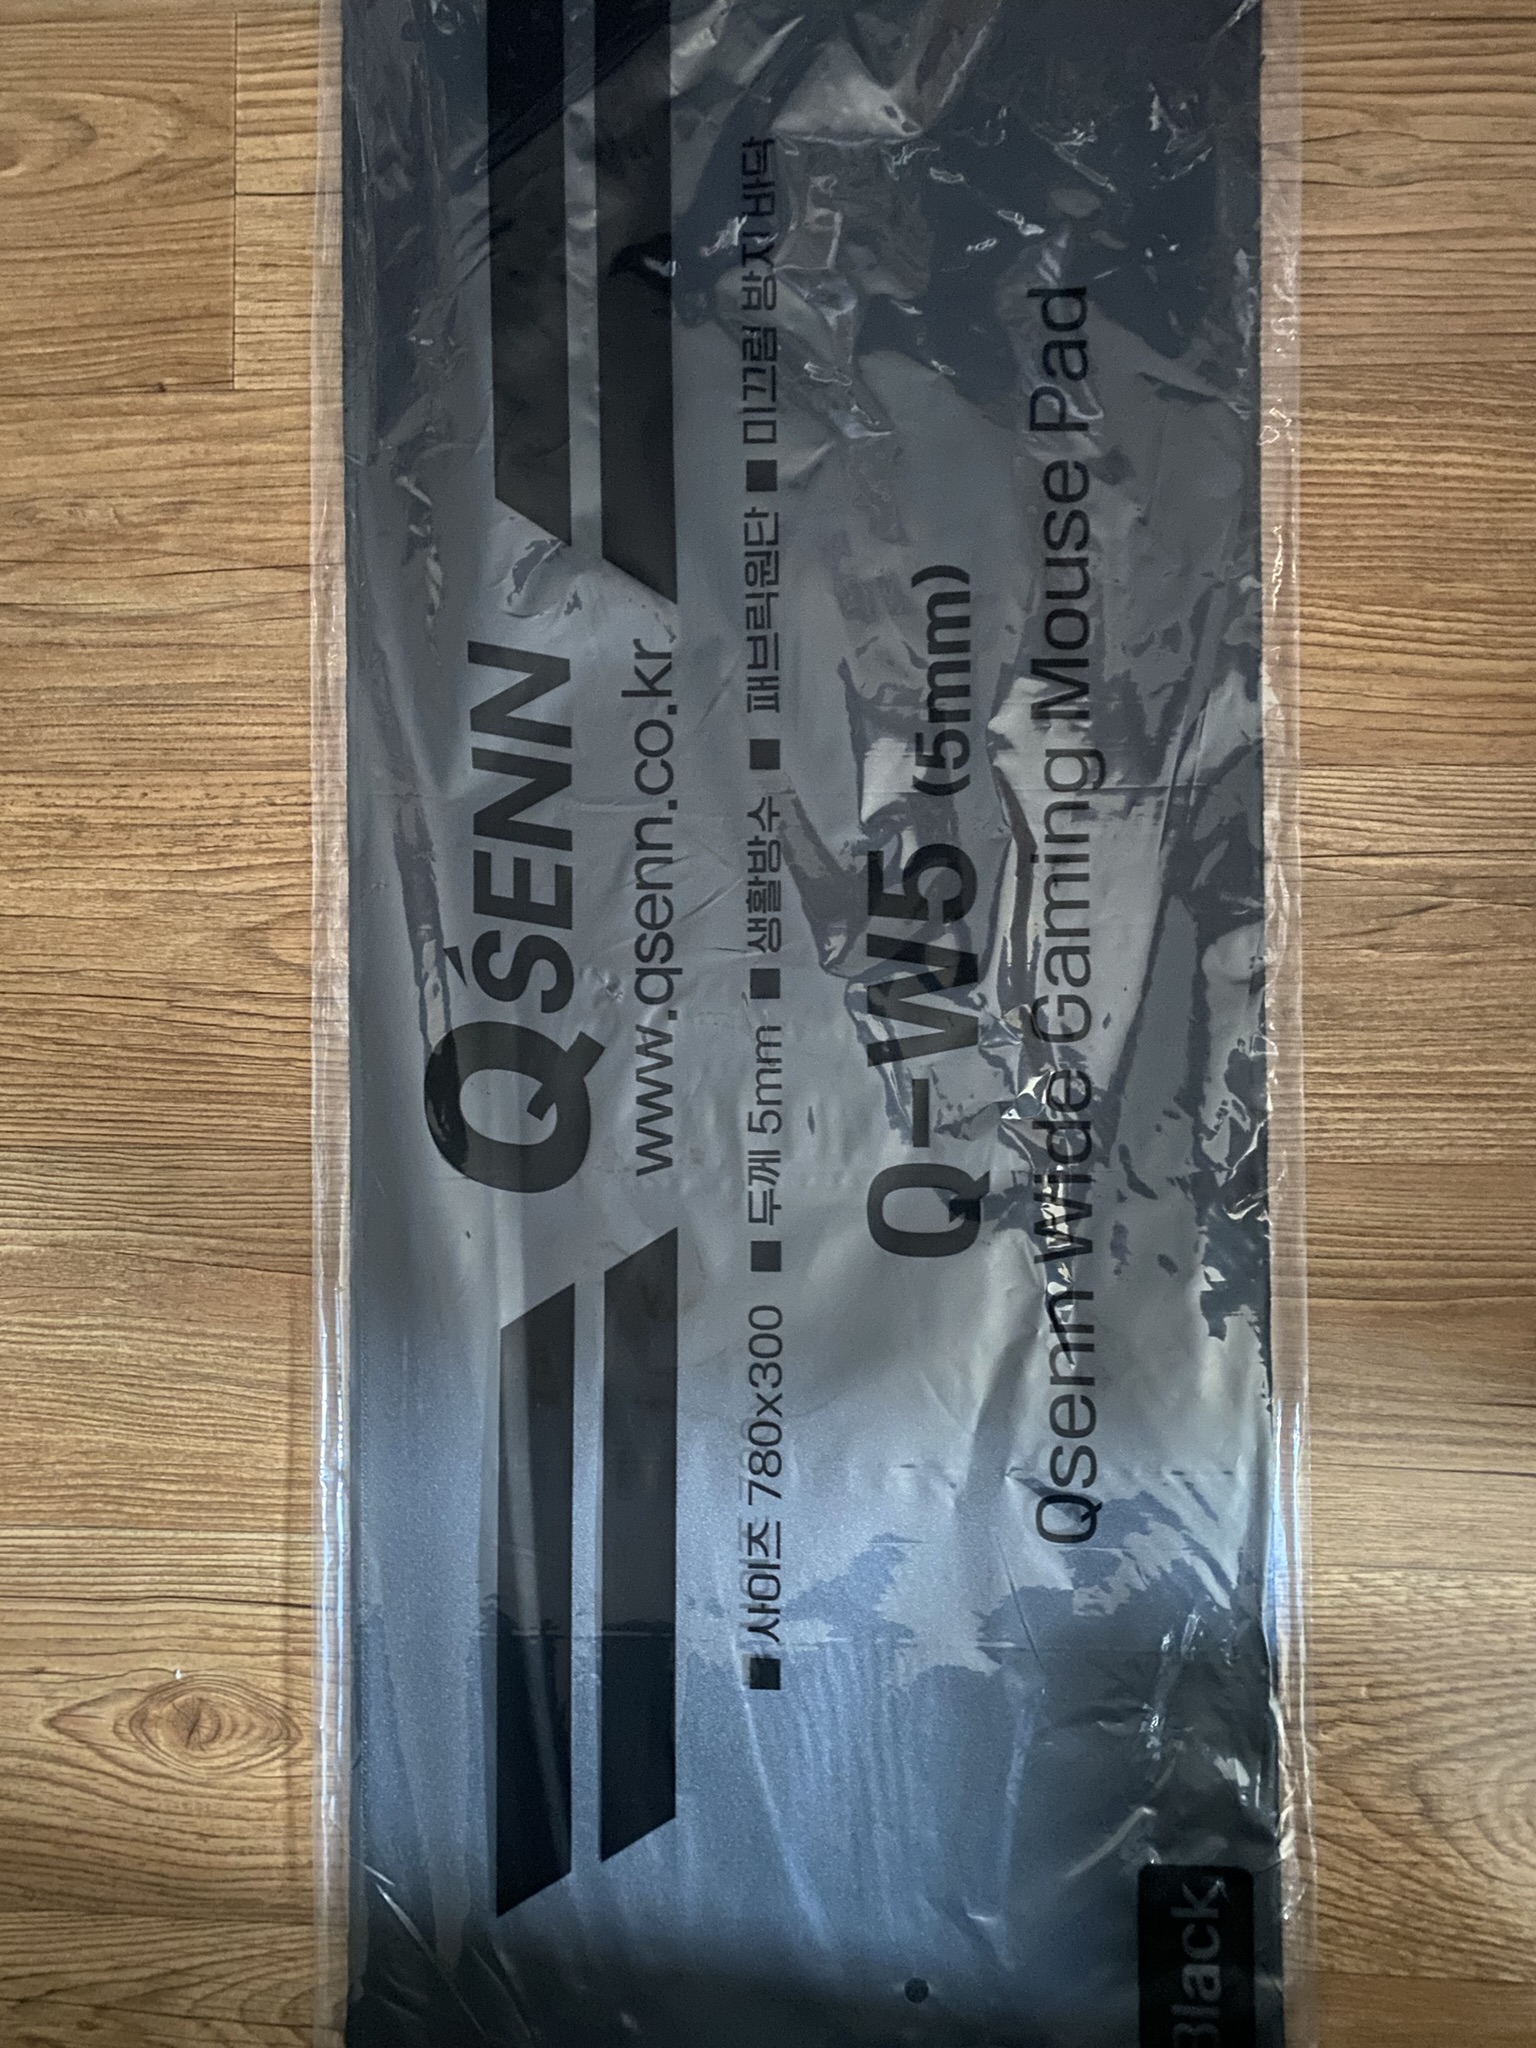 QSENN
www.qsenn.co.kr
■ 사이즈 780x300 ■ 두께 5mm ■ 생활방수 ■ 패브릭원단 ■ 미끄럼 방지 바닥
Q-W5 (5mm)
Qsenn Wide Gaming Mouse Pad
Black